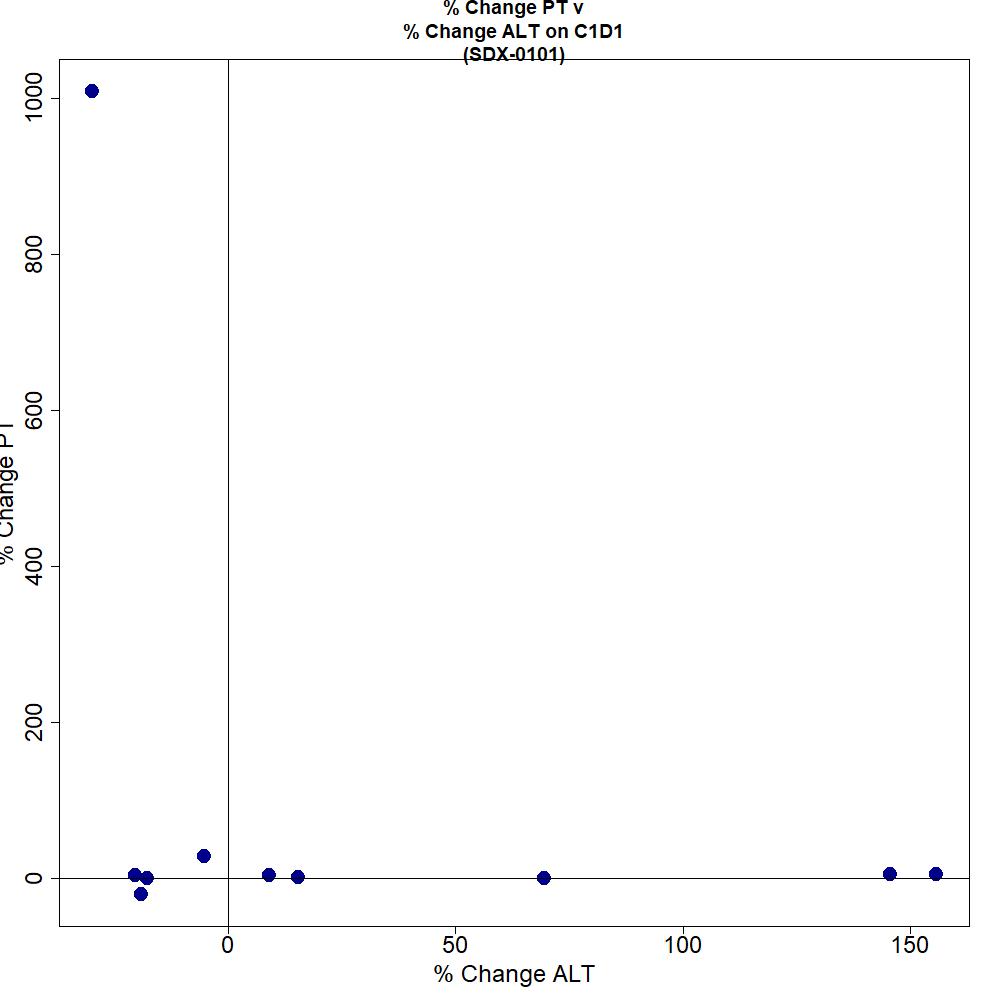 % Change PT v
% Change ALT on C1D1
(SDX-0101)
1000
800
600
400
200
0
% Change PT
0 50 100 150
% Change ALT